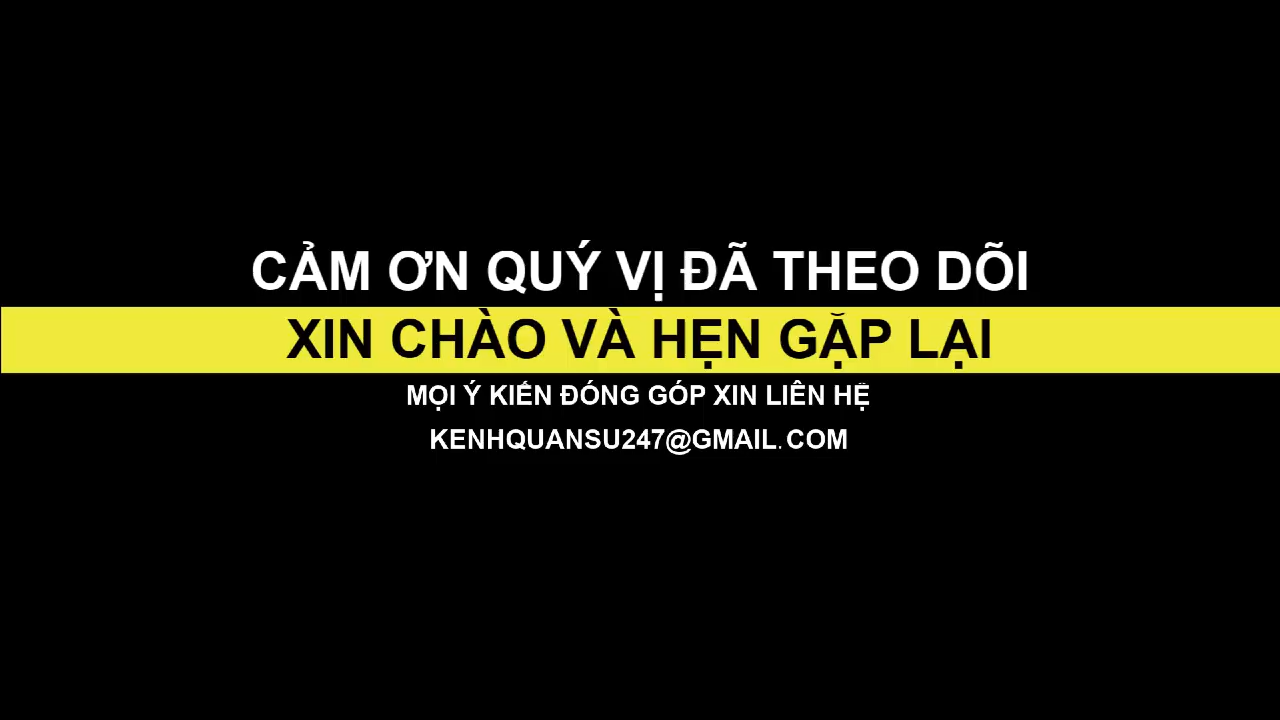 CẢM ƠN QUÝ VỊ ĐÃ THEO DÕI
XIN CHÀO VÀ HẸN GẶP LẠI
MỌI Ý KIẾN ĐÓNG GÓP XIN LIÊN HỆ
KENHQUANSU247@GMAIL.COM